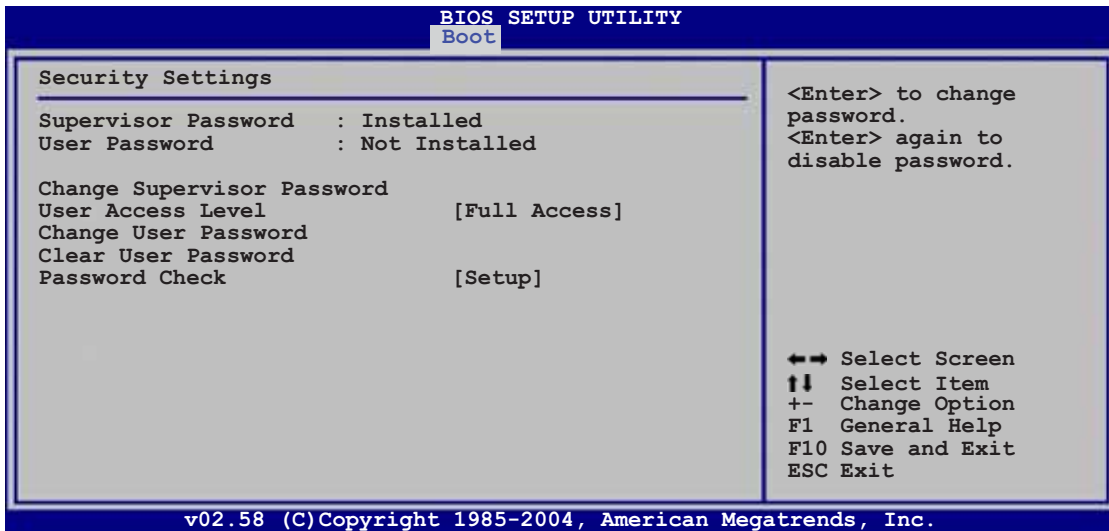 BIOS SETUP UTILITY
Boot
Security Settings
Supervisor Password : Installed
User Password : Not Installed
Change Supervisor Password
User Access Level [Full Access]
Change User Password
Clear User Password
Password Check [Setup]
<Enter> to change
password.
<Enter> again to
disable password.
←→ Select Screen
↑↓ Select Item
+- Change Option
F1 General Help
F10 Save and Exit
ESC Exit
v02.58 (C)Copyright 1985-2004, American Megatrends, Inc.